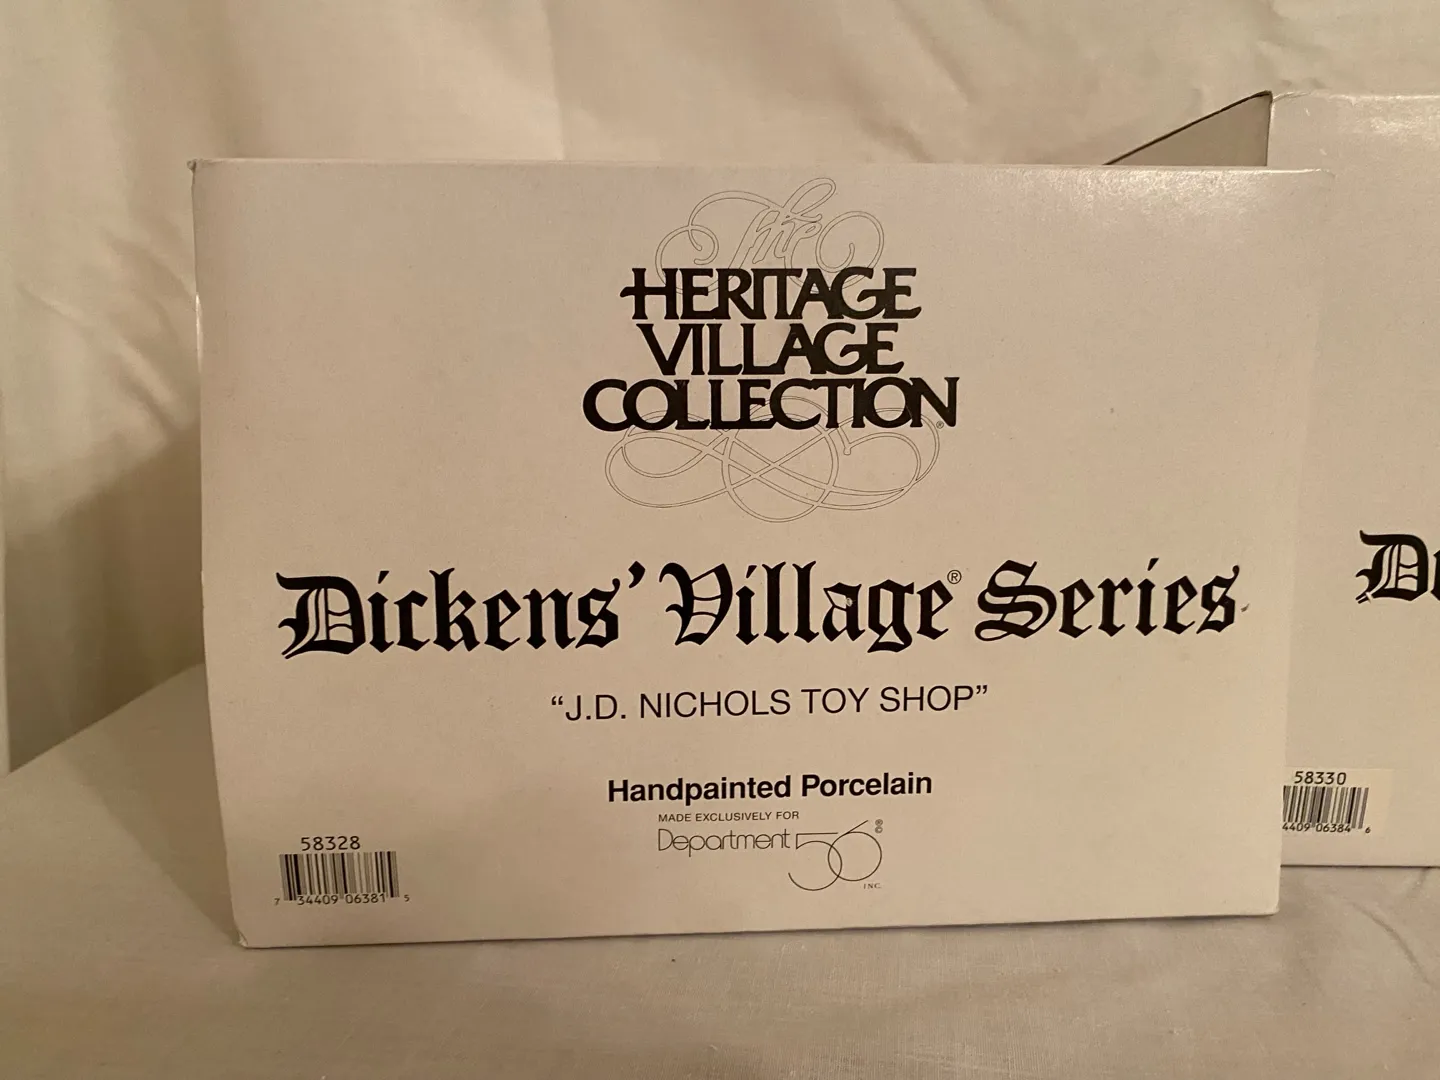 The
HERITAGE
VILLAGE
COLLECTION®
Dickens' Village® Series
“J.D. NICHOLS TOY SHOP”
Handpainted Porcelain
MADE EXCLUSIVELY FOR
Department 56 ®©
INC.
58328
7 34409 06381 5
58330
4409 06384 6